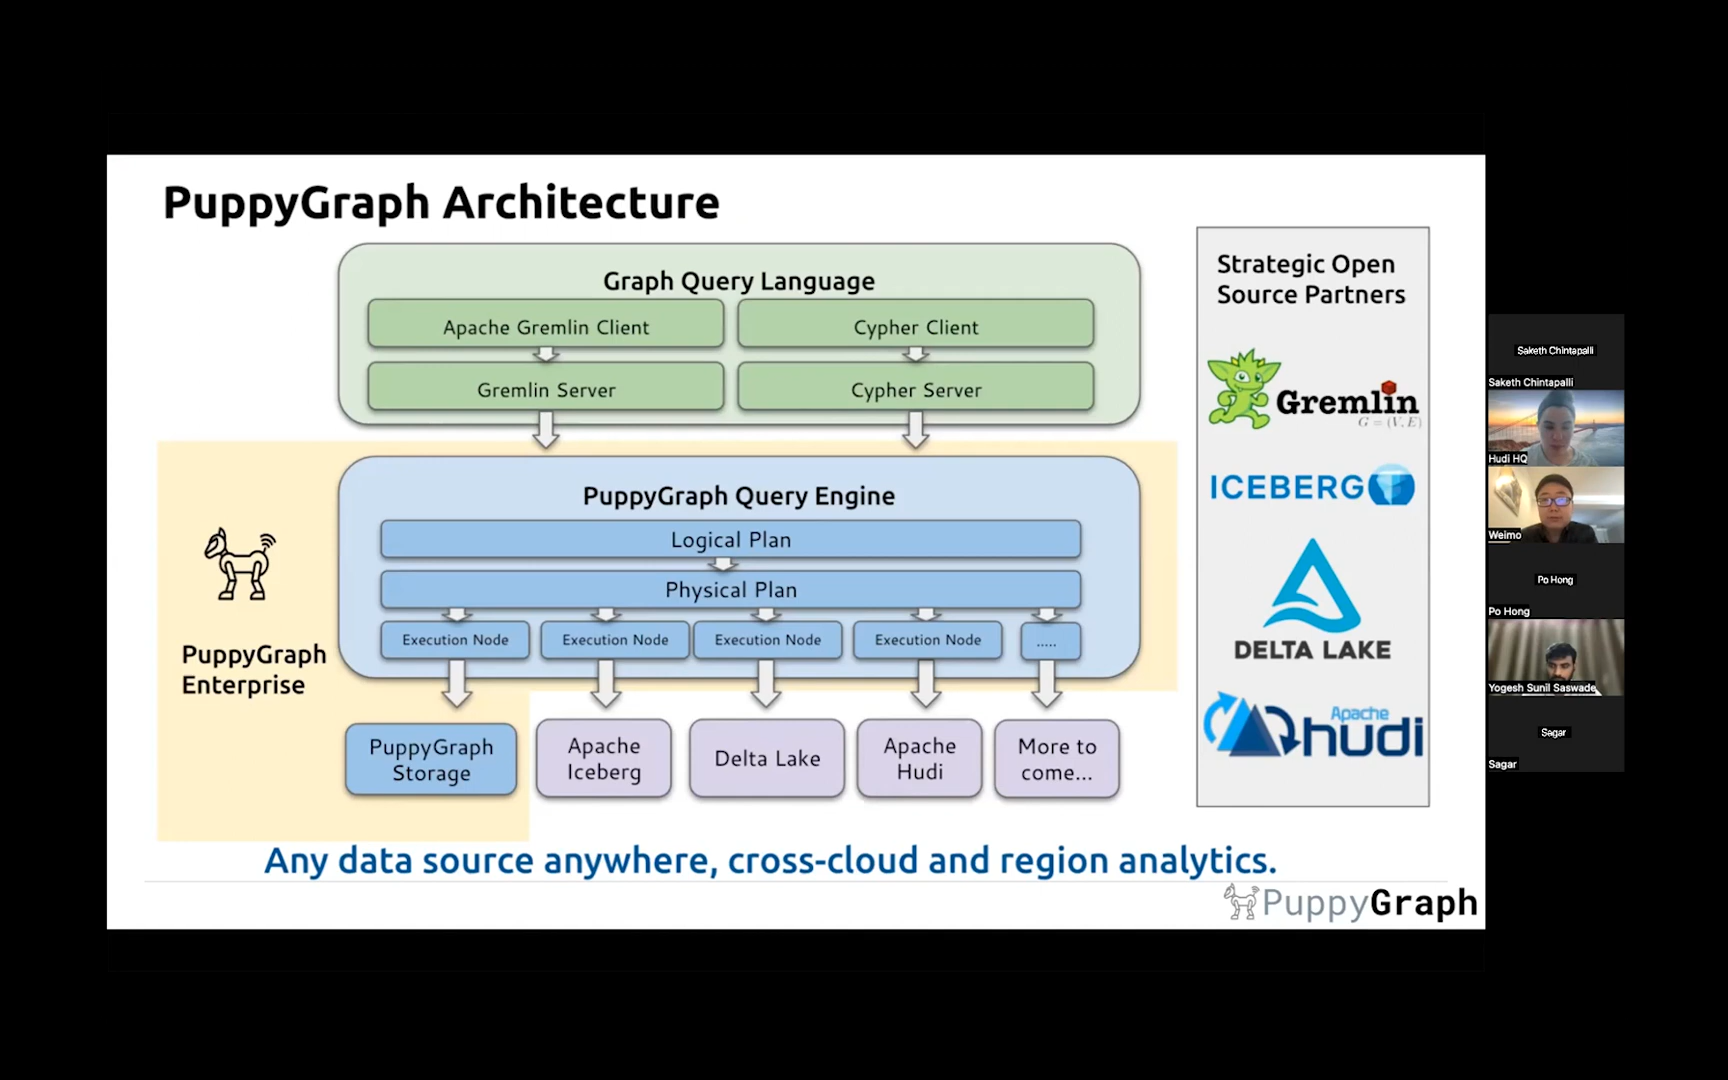 PuppyGraph Architecture
Graph Query Language
Apache Gremlin Client
Cypher Client
Gremlin Server
Cypher Server
PuppyGraph Query Engine
Logical Plan
Physical Plan
Execution Node
Execution Node
Execution Node
Execution Node
.....
PuppyGraph
Enterprise
PuppyGraph
Storage
Apache
Iceberg
Delta Lake
Apache
Hudi
More to
come...
Any data source anywhere, cross-cloud and region analytics.
Strategic Open
Source Partners
Gremlin
G = (V, E)
ICEBERG
DELTA LAKE
Apache
hudi
PuppyGraph
Saketh Chintapalli
Saketh Chintapalli
Hudi HQ
Weimo
Po Hong
Po Hong
Yogesh Sunil Saswade
Sagar
Sagar